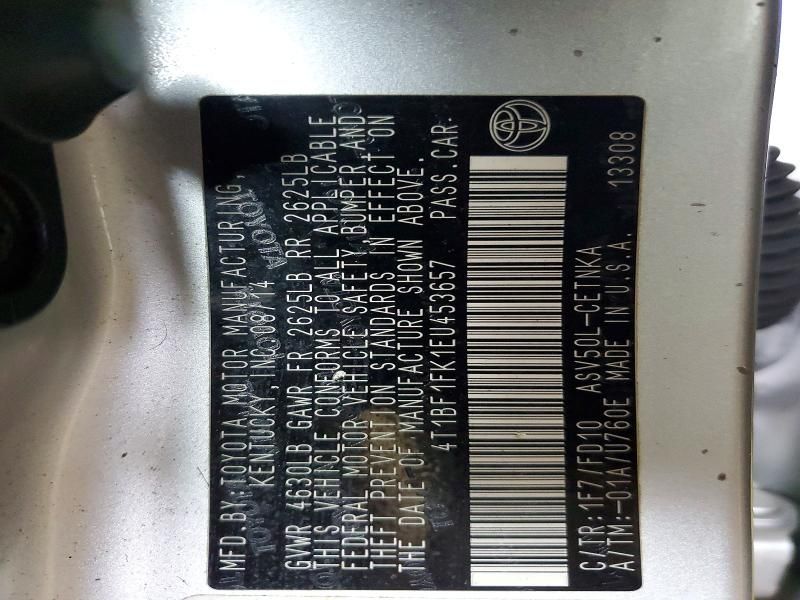 MFD.BY:TOYOTA MOTOR MANUFACTURING,
KENTUCKY, INC. 08/14
GVWR 4630LB GAWR FR 2625LB RR 2625LB
THIS VEHICLE CONFORMS TO ALL APPLICABLE
FEDERAL MOTOR VEHICLE SAFETY, BUMPER AND
THEFT PREVENTION STANDARDS IN EFFECT ON
THE DATE OF MANUFACTURE SHOWN ABOVE.
4T1BF1FK1EU453657 PASS.CAR.
C/TR:1F7/FD10 ASV50L-CETNKA
A/TM:-01A/U760E MADE IN U.S.A. 13308